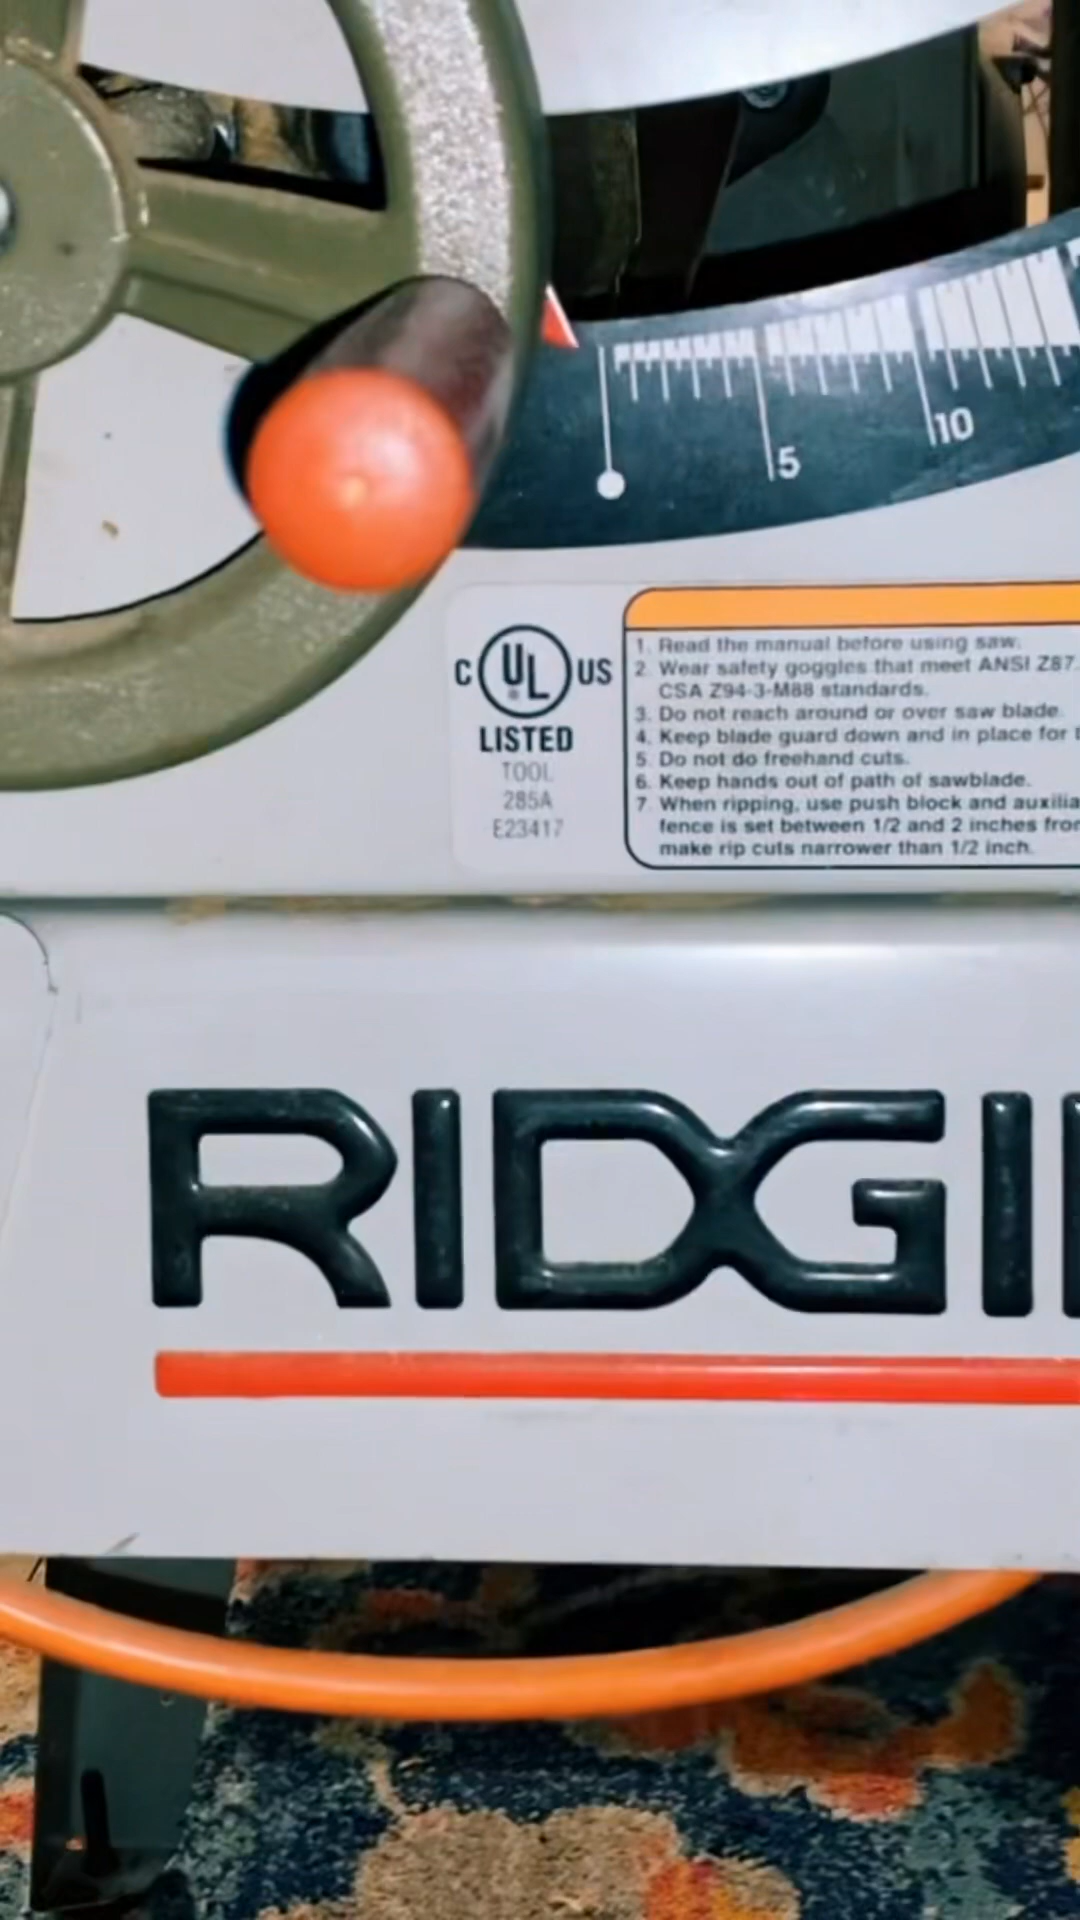 10
5
C UL US
LISTED
TOOL
285A
E23417
1. Read the manual before using saw.
2. Wear safety goggles that meet ANSI Z87.
CSA Z94-3-M88 standards.
3. Do not reach around or over saw blade.
4. Keep blade guard down and in place for
5. Do not do freehand cuts.
6. Keep hands out of path of sawblade.
7. When ripping, use push block and auxilia
fence is set between 1/2 and 2 inches from
make rip cuts narrower than 1/2 inch.
RIDGI